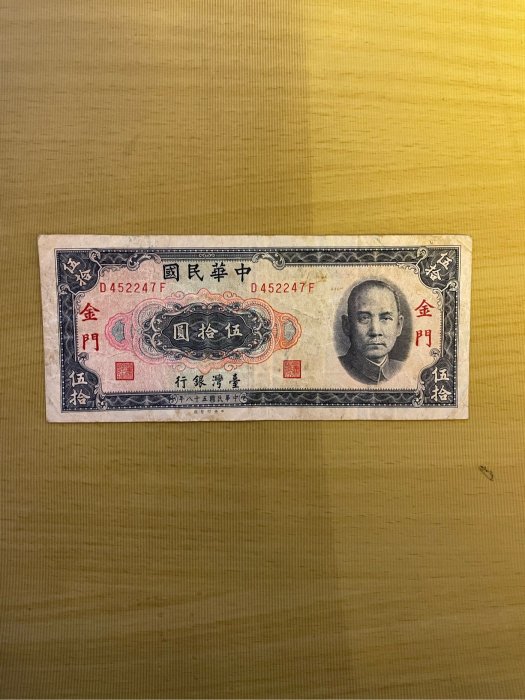 國民華中
D452247F
D452247F
伍拾
伍拾
金門
金門
圓拾伍
行銀灣臺
伍拾
伍拾
年八十五國民華中